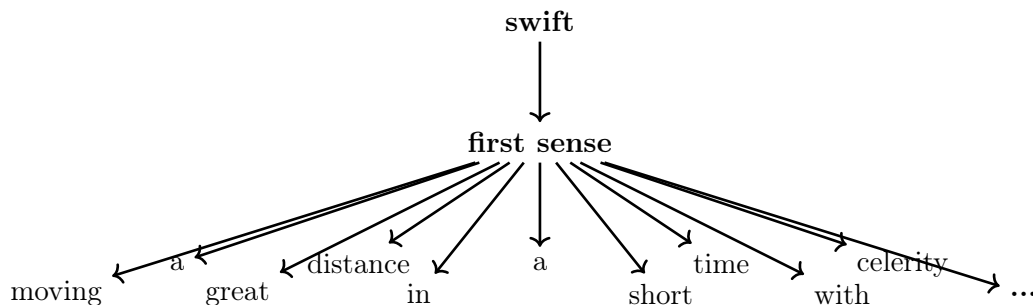 swift
first sense
moving a great distance in a short time with celerity ...